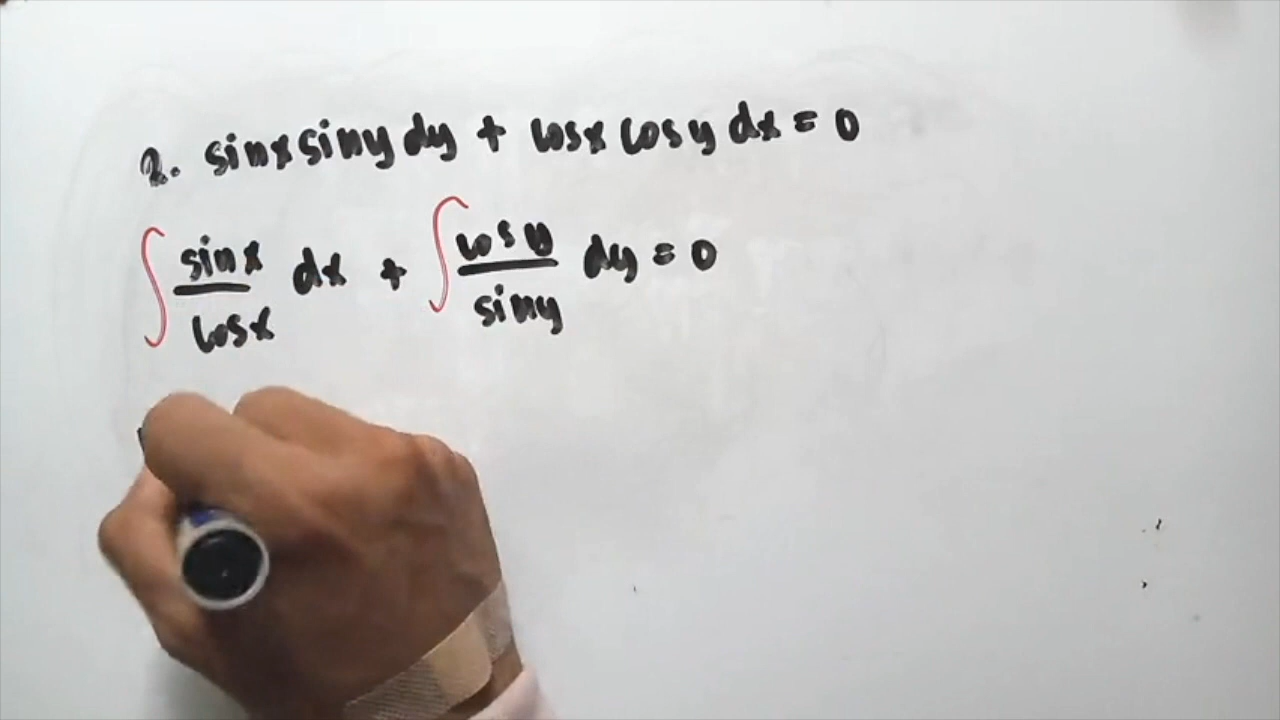 2. sinx siny dy + cosx cosy dx = 0
∫ sinx/cosx dx + ∫ cosy/siny dy = 0